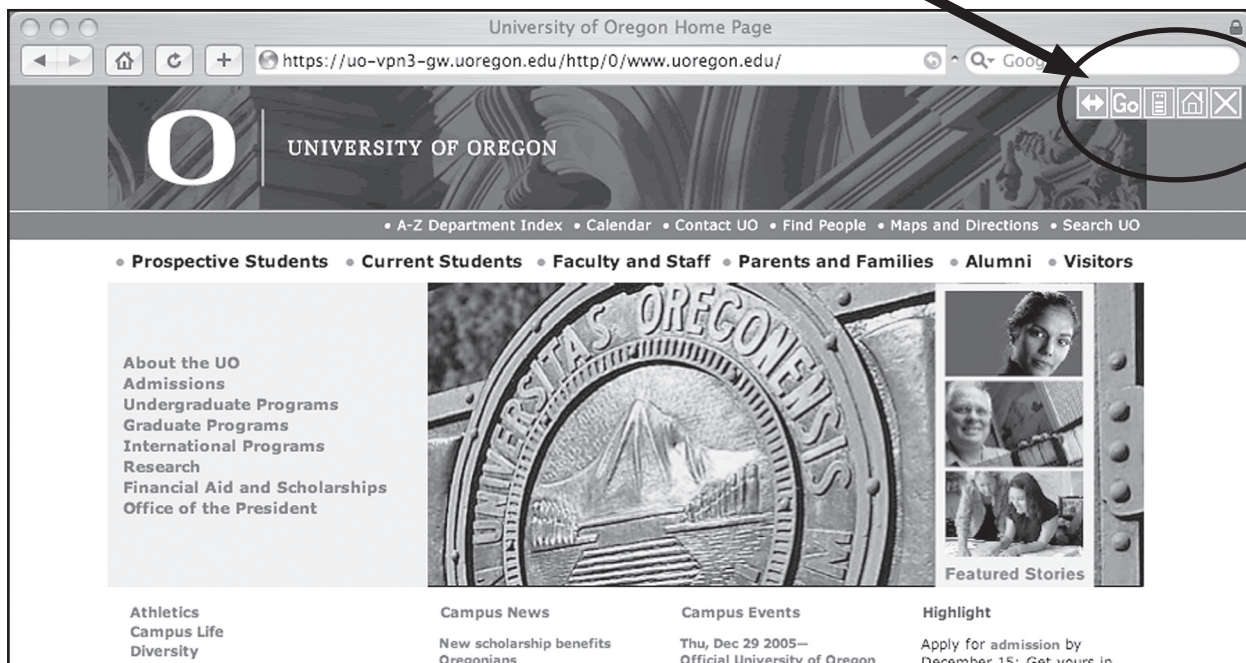 University of Oregon Home Page
https://uo-vpn3-gw.uoregon.edu/http/0/www.uoregon.edu/
Goog
Go
O
UNIVERSITY OF OREGON
• A-Z Department Index • Calendar • Contact UO • Find People • Maps and Directions • Search UO
• Prospective Students • Current Students • Faculty and Staff • Parents and Families • Alumni • Visitors
About the UO
Admissions
Undergraduate Programs
Graduate Programs
International Programs
Research
Financial Aid and Scholarships
Office of the President
UNIVERSITAS OREGONENSIS
Featured Stories
Athletics
Campus Life
Diversity
Campus News
New scholarship benefits
Oregonians
Campus Events
Thu, Dec 29 2005—
Official University of Oregon
Highlight
Apply for admission by
December 15: Get yours in